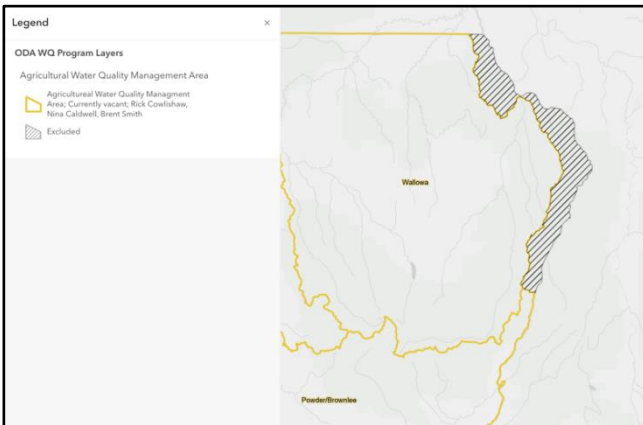 Legend ×
ODA WQ Program Layers
Agricultural Water Quality Management Area
Agricultureal Water Quality Managment
Area; Currently vacant; Rick Cowlishaw,
Nina Caldwell, Brent Smith
Excluded
Wallowa
Powder/Brownlee